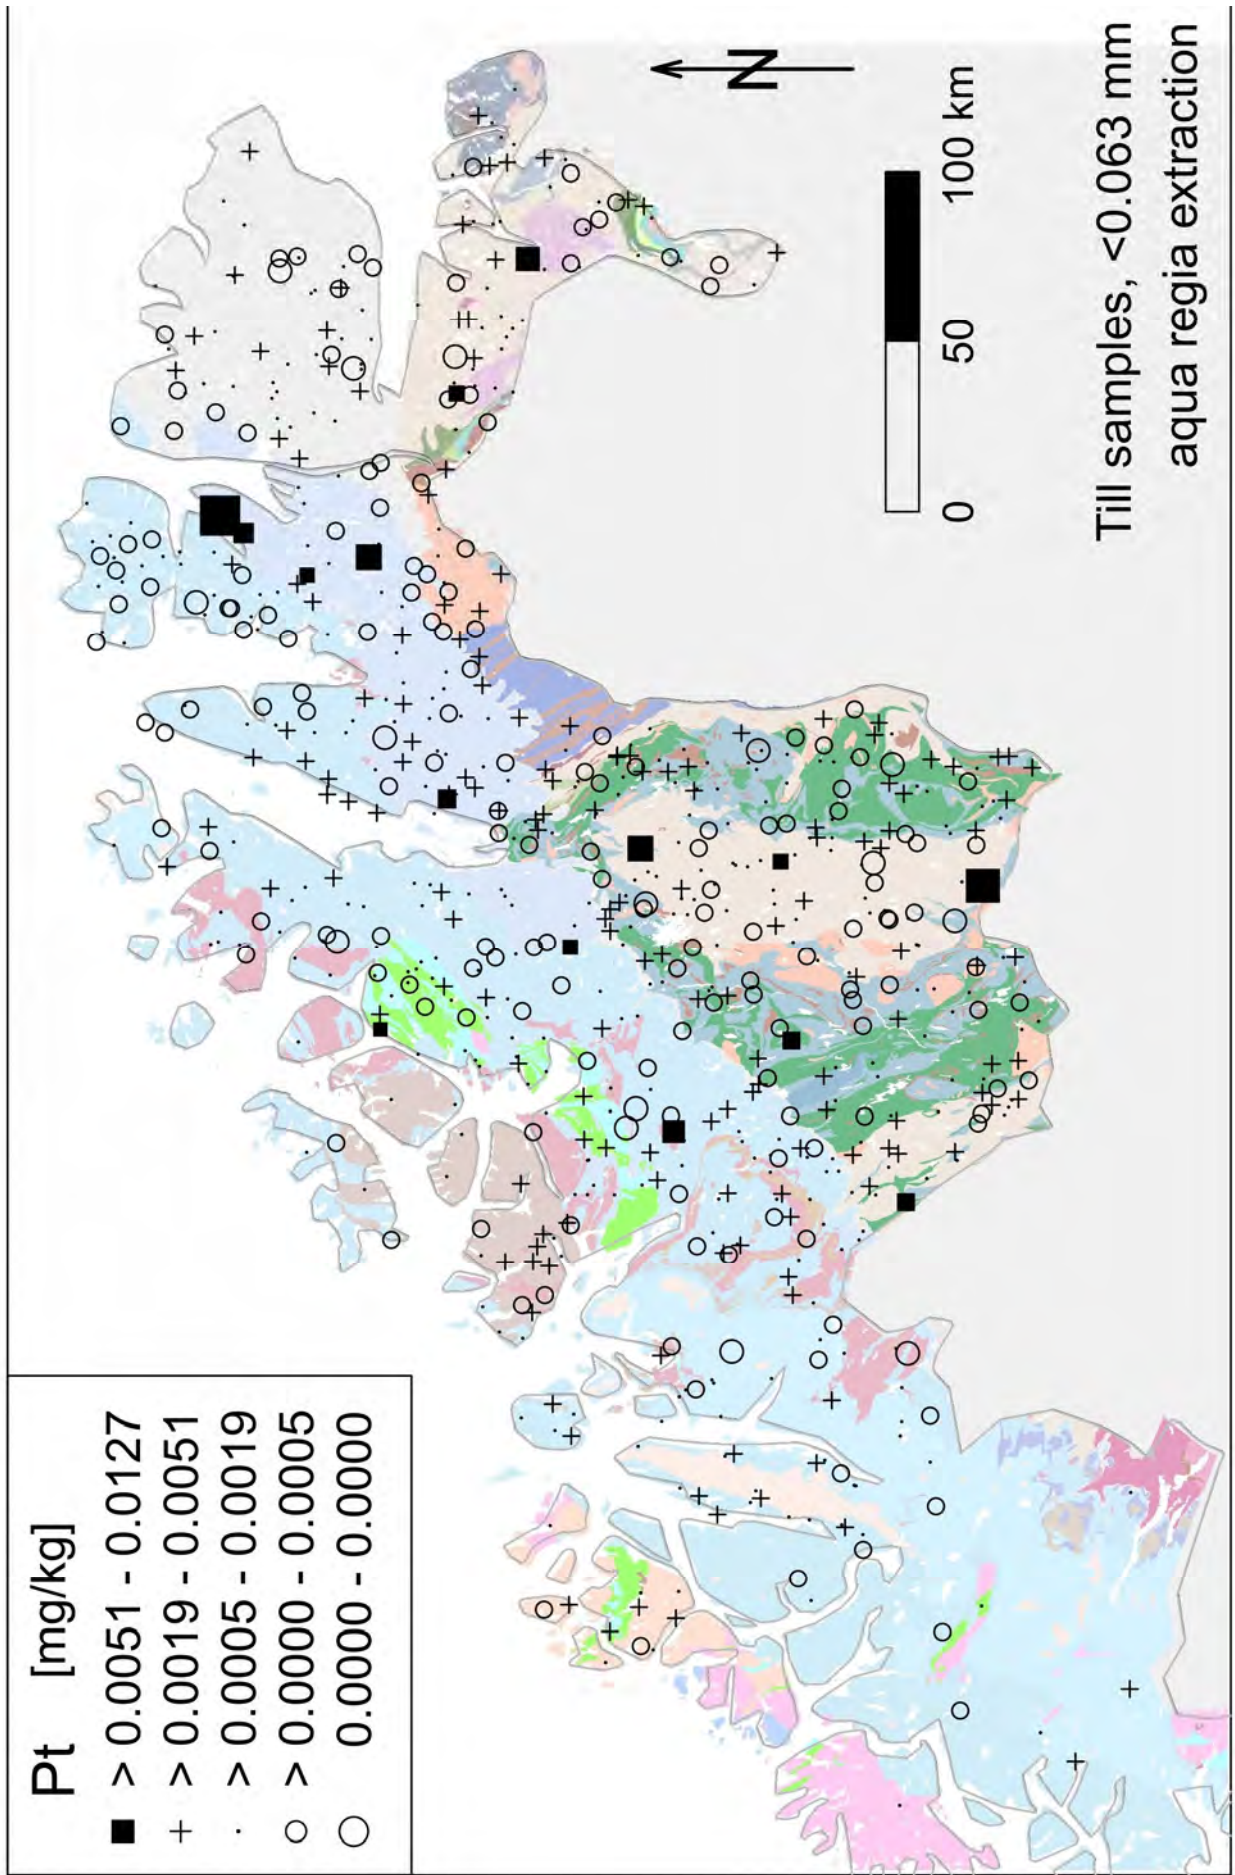 Pt [mg/kg]
> 0.0051 - 0.0127
> 0.0019 - 0.0051
> 0.0005 - 0.0019
> 0.0000 - 0.0005
0.0000 - 0.0000
N
0 50 100 km
Till samples, <0.063 mm
aqua regia extraction